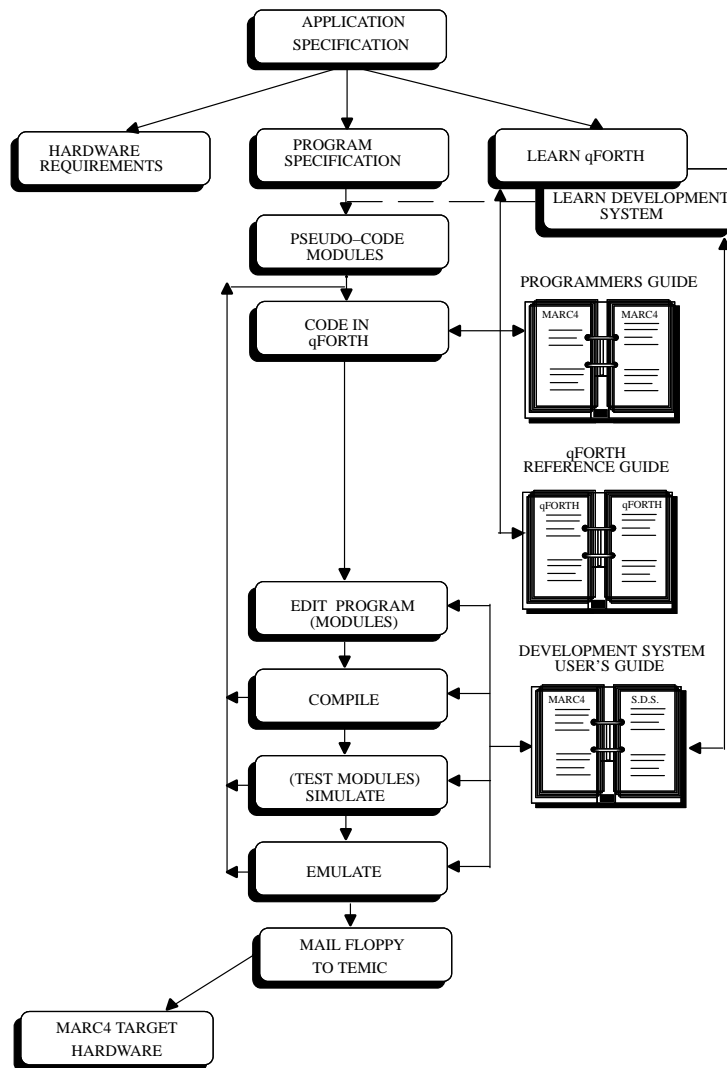 APPLICATION
SPECIFICATION
HARDWARE
REQUIREMENTS
PROGRAM
SPECIFICATION
LEARN qFORTH
LEARN DEVELOPMENT
SYSTEM
PSEUDO–CODE
MODULES
PROGRAMMERS GUIDE
MARC4 MARC4
CODE IN
qFORTH
qFORTH
REFERENCE GUIDE
qFORTH qFORTH
EDIT PROGRAM
(MODULES)
DEVELOPMENT SYSTEM
USER'S GUIDE
MARC4 S.D.S.
COMPILE
(TEST MODULES)
SIMULATE
EMULATE
MAIL FLOPPY
TO TEMIC
MARC4 TARGET
HARDWARE